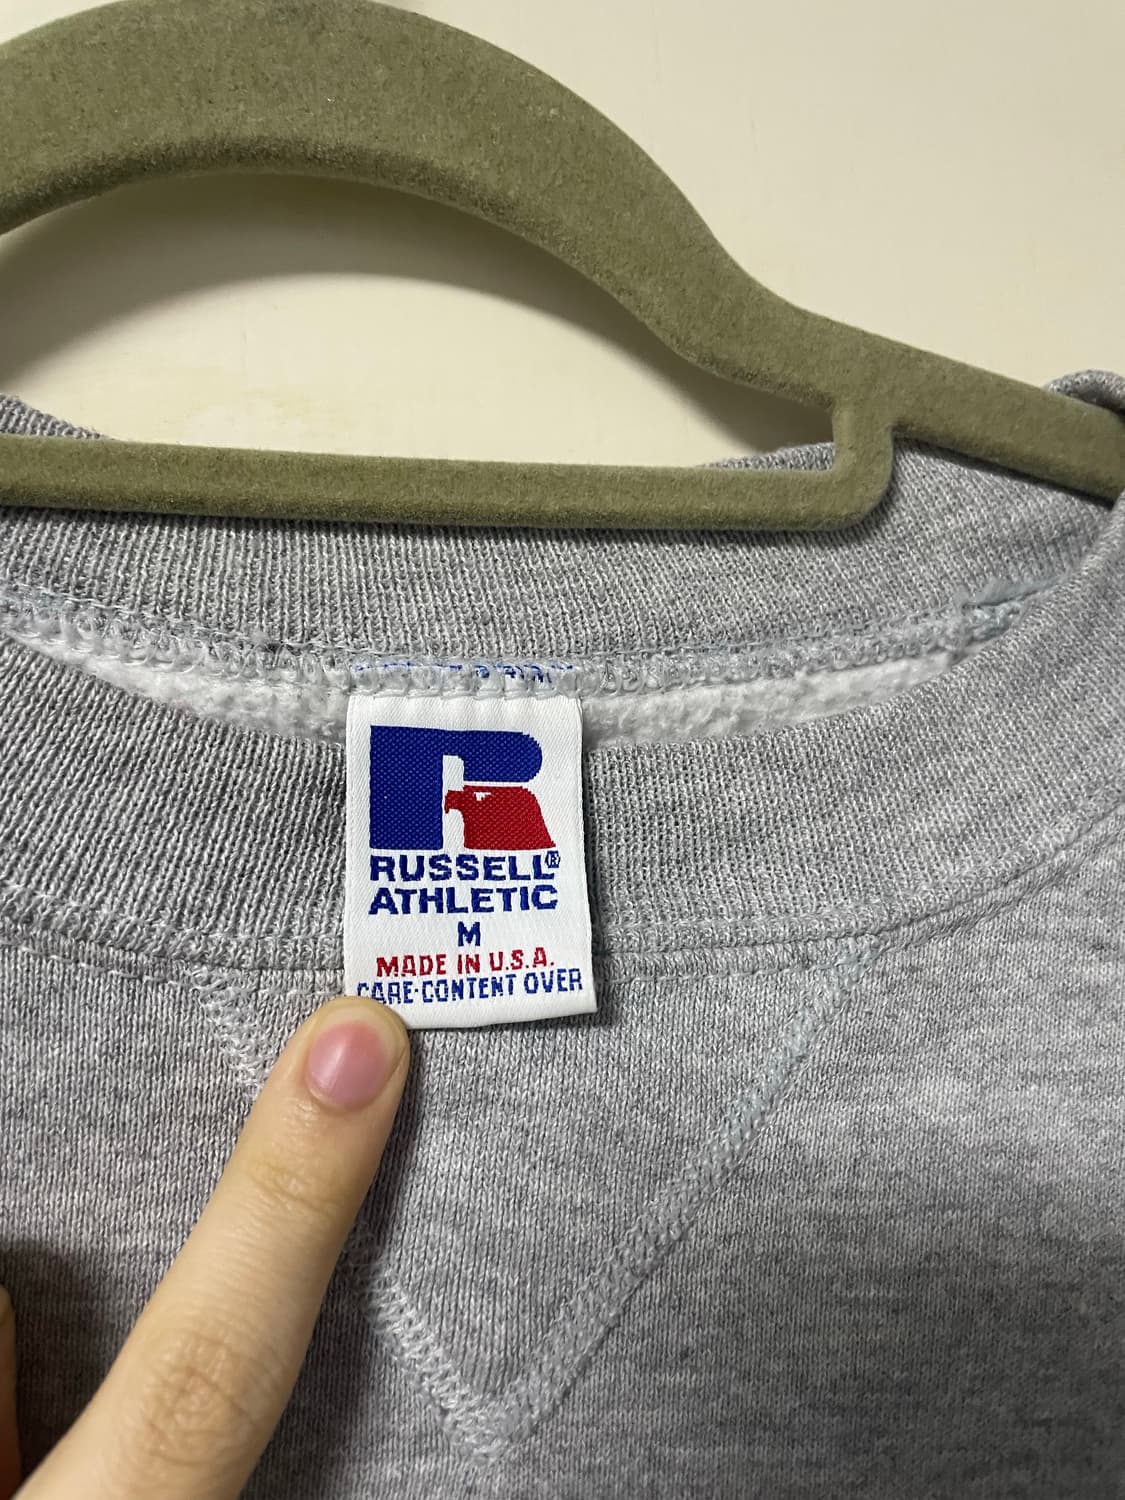 R
RUSSELL®
ATHLETIC
M
MADE IN U.S.A.
CARE-CONTENT OVER